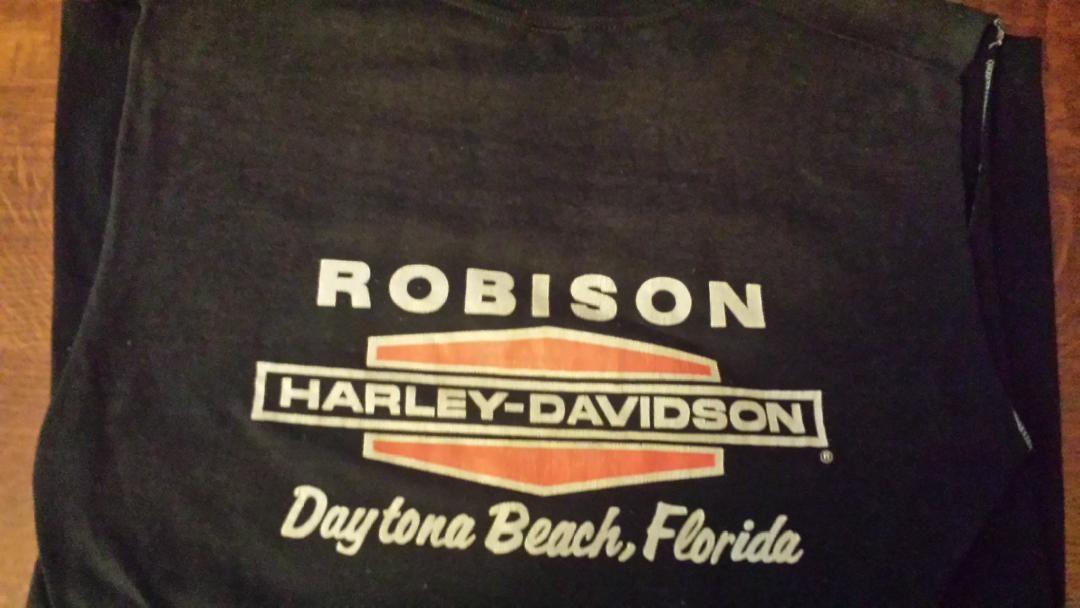 ROBISON
HARLEY-DAVIDSON
®
Daytona Beach, Florida